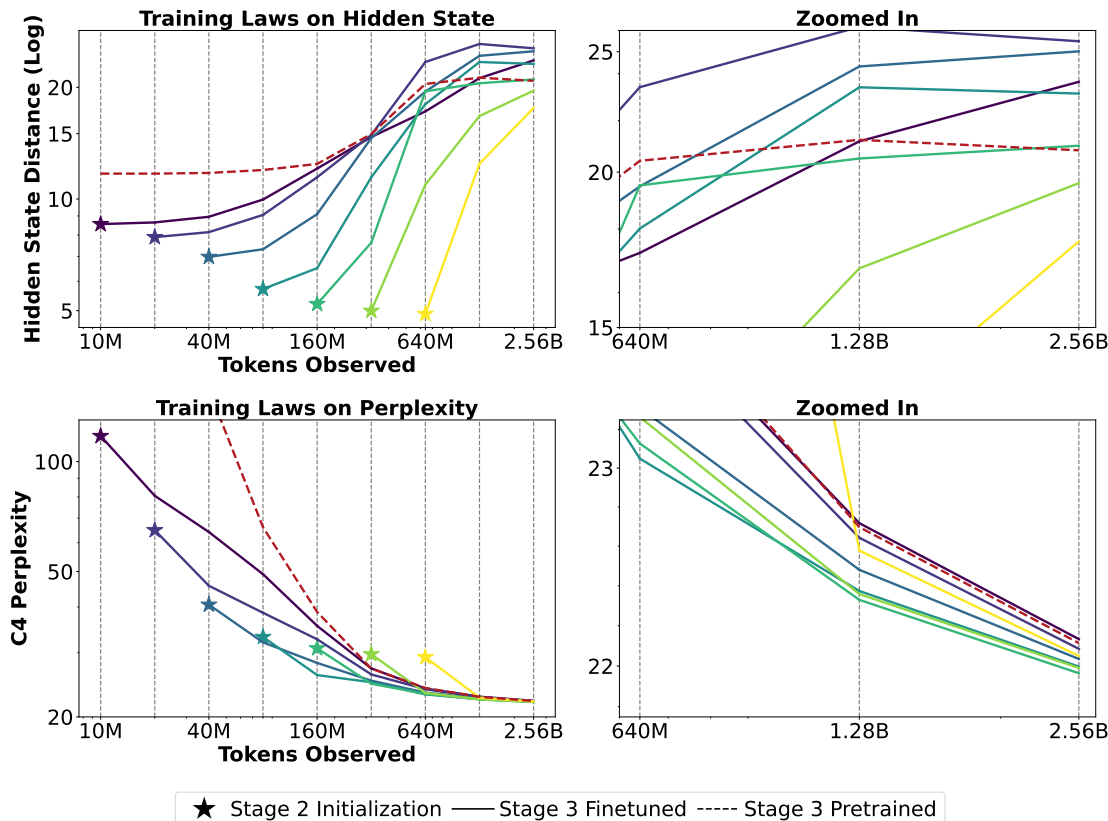 Training Laws on Hidden State
Zoomed In
Hidden State Distance (Log)
20
15
10
5
10M 40M 160M 640M 2.56B
Tokens Observed
25
20
15
640M 1.28B 2.56B
Training Laws on Perplexity
Zoomed In
C4 Perplexity
100
50
20
10M 40M 160M 640M 2.56B
Tokens Observed
23
22
640M 1.28B 2.56B
Stage 2 Initialization Stage 3 Finetuned Stage 3 Pretrained